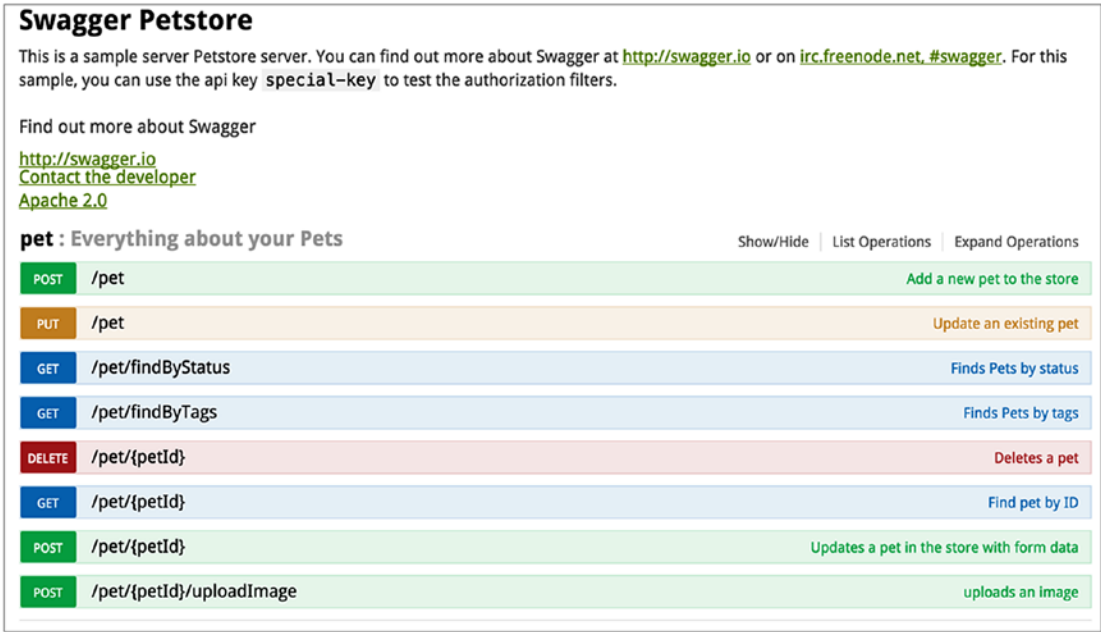 Swagger Petstore
This is a sample server Petstore server. You can find out more about Swagger at http://swagger.io or on irc.freenode.net, #swagger. For this
sample, you can use the api key special-key to test the authorization filters.
Find out more about Swagger
http://swagger.io
Contact the developer
Apache 2.0
pet : Everything about your Pets Show/Hide List Operations Expand Operations
POST /pet Add a new pet to the store
PUT /pet Update an existing pet
GET /pet/findByStatus Finds Pets by status
GET /pet/findByTags Finds Pets by tags
DELETE /pet/{petId} Deletes a pet
GET /pet/{petId} Find pet by ID
POST /pet/{petId} Updates a pet in the store with form data
POST /pet/{petId}/uploadImage uploads an image